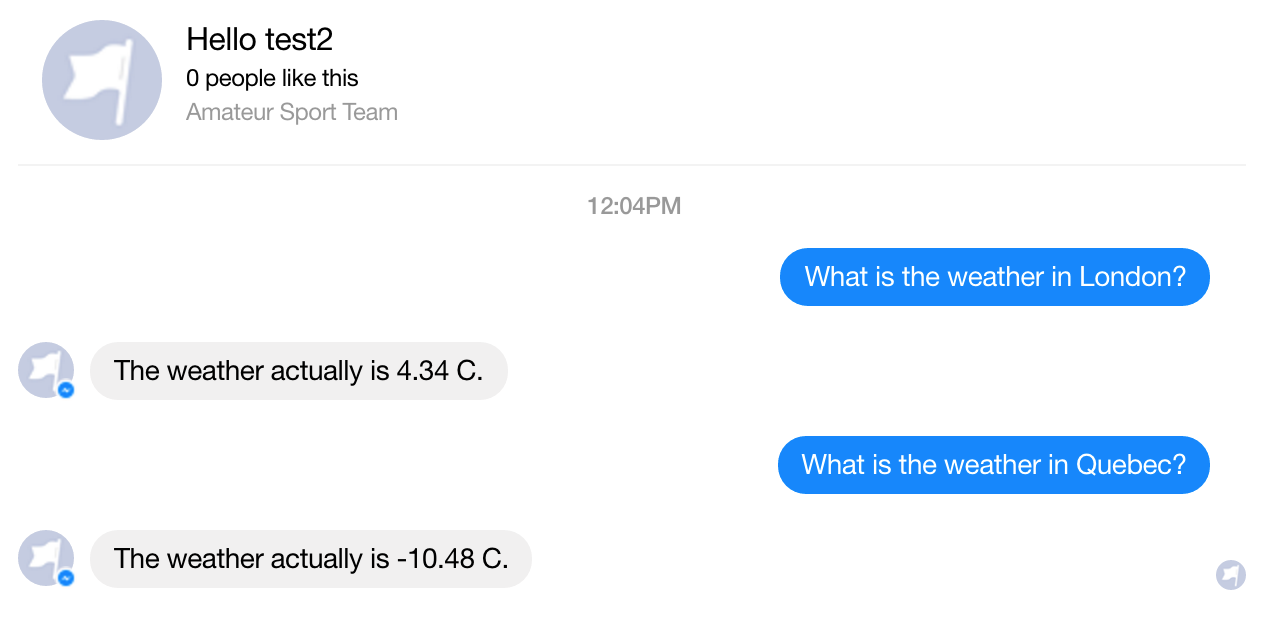 Hello test2
0 people like this
Amateur Sport Team
12:04PM
What is the weather in London?
The weather actually is 4.34 C.
What is the weather in Quebec?
The weather actually is -10.48 C.